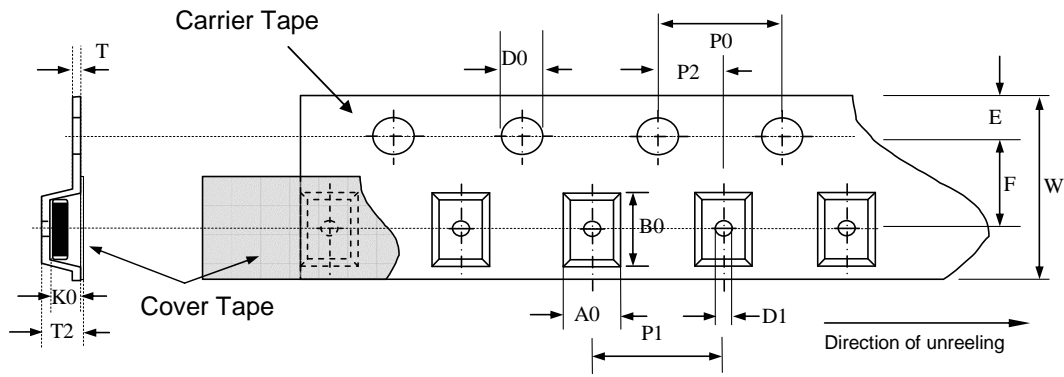 Carrier Tape
T
D0
P0
P2
E
F
W
B0
K0
Cover Tape
T2
A0
P1
D1
Direction of unreeling